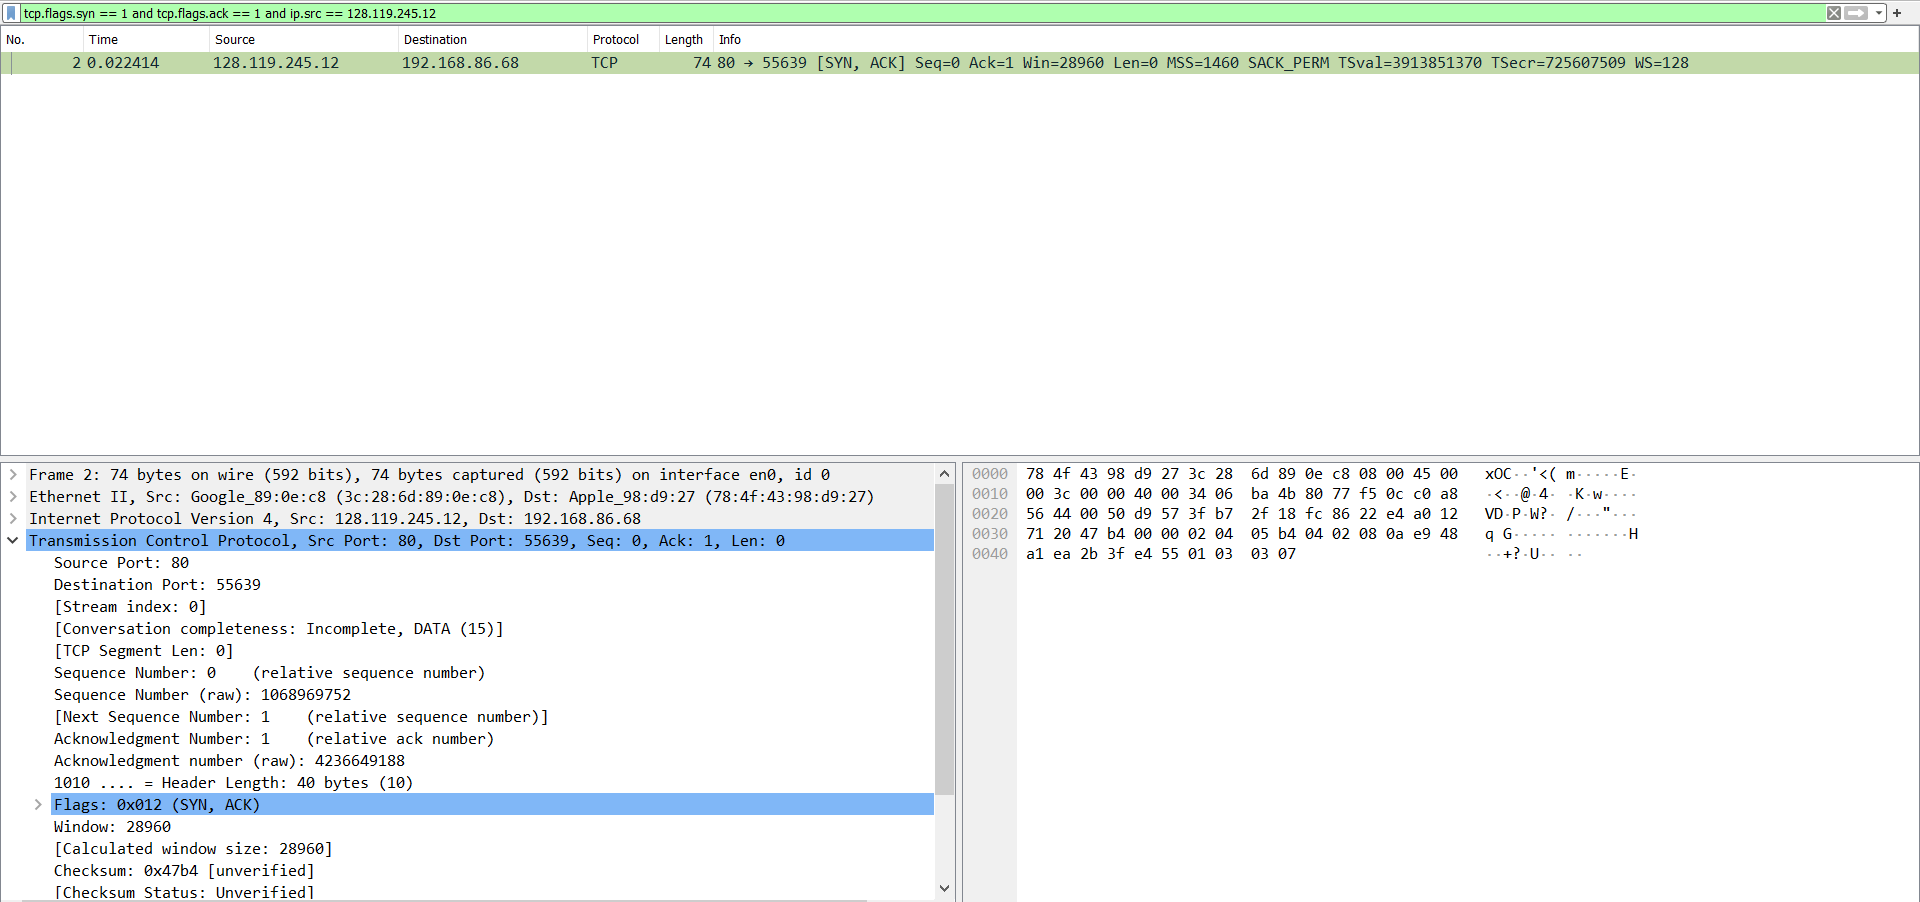 tcp.flags.syn == 1 and tcp.flags.ack == 1 and ip.src == 128.119.245.12
No. Time Source Destination Protocol Length Info
2 0.022414 128.119.245.12 192.168.86.68 TCP 74 80 → 55639 [SYN, ACK] Seq=0 Ack=1 Win=28960 Len=0 MSS=1460 SACK_PERM TSval=3913851370 TSecr=725607509 WS=128
Frame 2: 74 bytes on wire (592 bits), 74 bytes captured (592 bits) on interface en0, id 0
Ethernet II, Src: Google_89:0e:c8 (3c:28:6d:89:0e:c8), Dst: Apple_98:d9:27 (78:4f:43:98:d9:27)
Internet Protocol Version 4, Src: 128.119.245.12, Dst: 192.168.86.68
Transmission Control Protocol, Src Port: 80, Dst Port: 55639, Seq: 0, Ack: 1, Len: 0
Source Port: 80
Destination Port: 55639
[Stream index: 0]
[Conversation completeness: Incomplete, DATA (15)]
[TCP Segment Len: 0]
Sequence Number: 0    (relative sequence number)
Sequence Number (raw): 1068969752
[Next Sequence Number: 1    (relative sequence number)]
Acknowledgment Number: 1    (relative ack number)
Acknowledgment number (raw): 4236649188
1010 .... = Header Length: 40 bytes (10)
Flags: 0x012 (SYN, ACK)
Window: 28960
[Calculated window size: 28960]
Checksum: 0x47b4 [unverified]
[Checksum Status: Unverified]
0000 78 4f 43 98 d9 27 3c 28 6d 89 0e c8 08 00 45 00 xOC··'<( m·····E·
0010 00 3c 00 00 40 00 34 06 ba 4b 80 77 f5 0c c0 a8 ·<··@·4· ·K·w····
0020 56 44 00 50 d9 57 3f b7 2f 18 fc 86 22 e4 a0 12 VD·P·W?· /···"···
0030 71 20 47 b4 00 00 02 04 05 b4 04 02 08 0a e9 48 q G····· ·······H
0040 a1 ea 2b 3f e4 55 01 03 03 07 ··+?·U·· ··